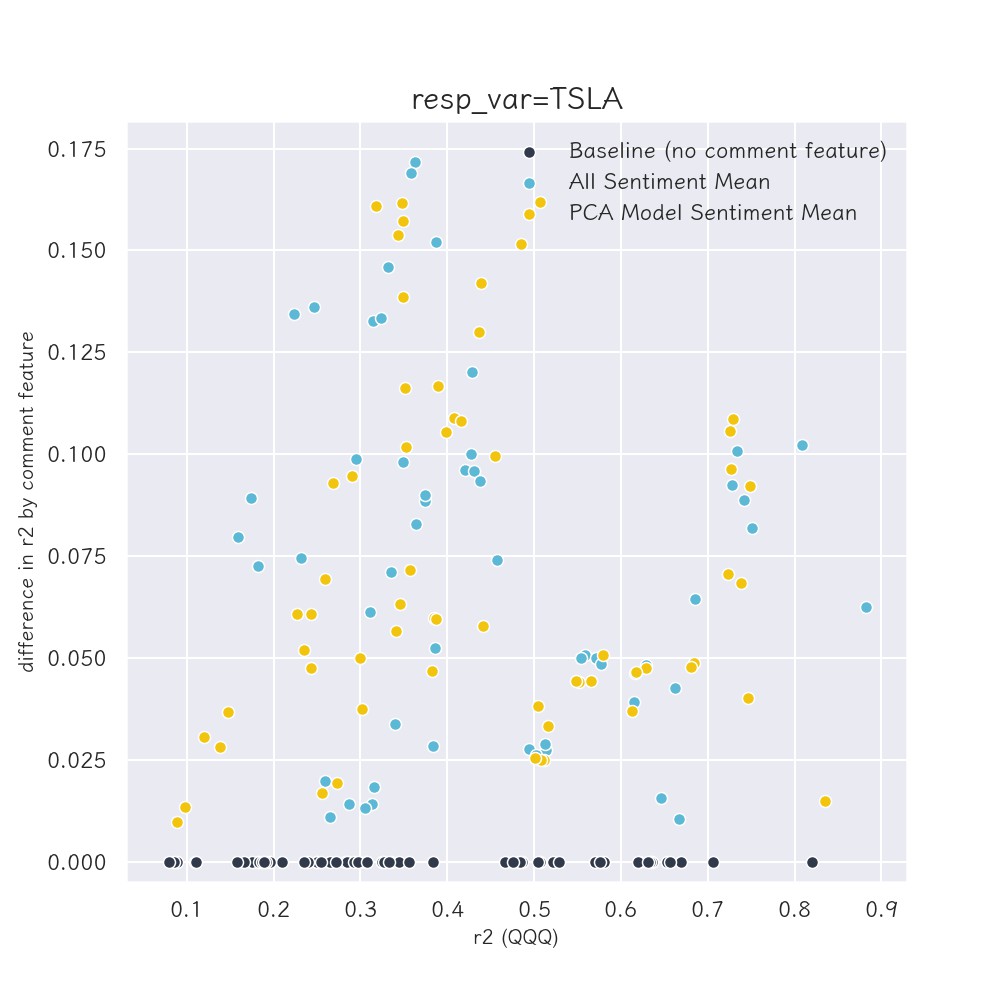 resp_var=TSLA
Baseline (no comment feature)
All Sentiment Mean
PCA Model Sentiment Mean
difference in r2 by comment feature
0.175
0.150
0.125
0.100
0.075
0.050
0.025
0.000
0.1 0.2 0.3 0.4 0.5 0.6 0.7 0.8 0.9
r2 (QQQ)